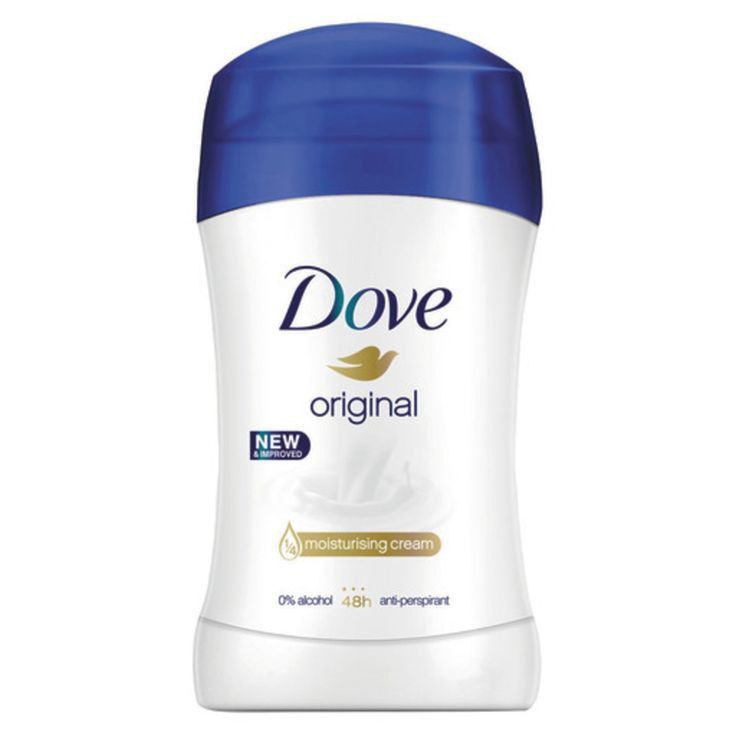 Dove
original
NEW
& IMPROVED
1/4 moisturising cream
0% alcohol 48h anti-perspirant